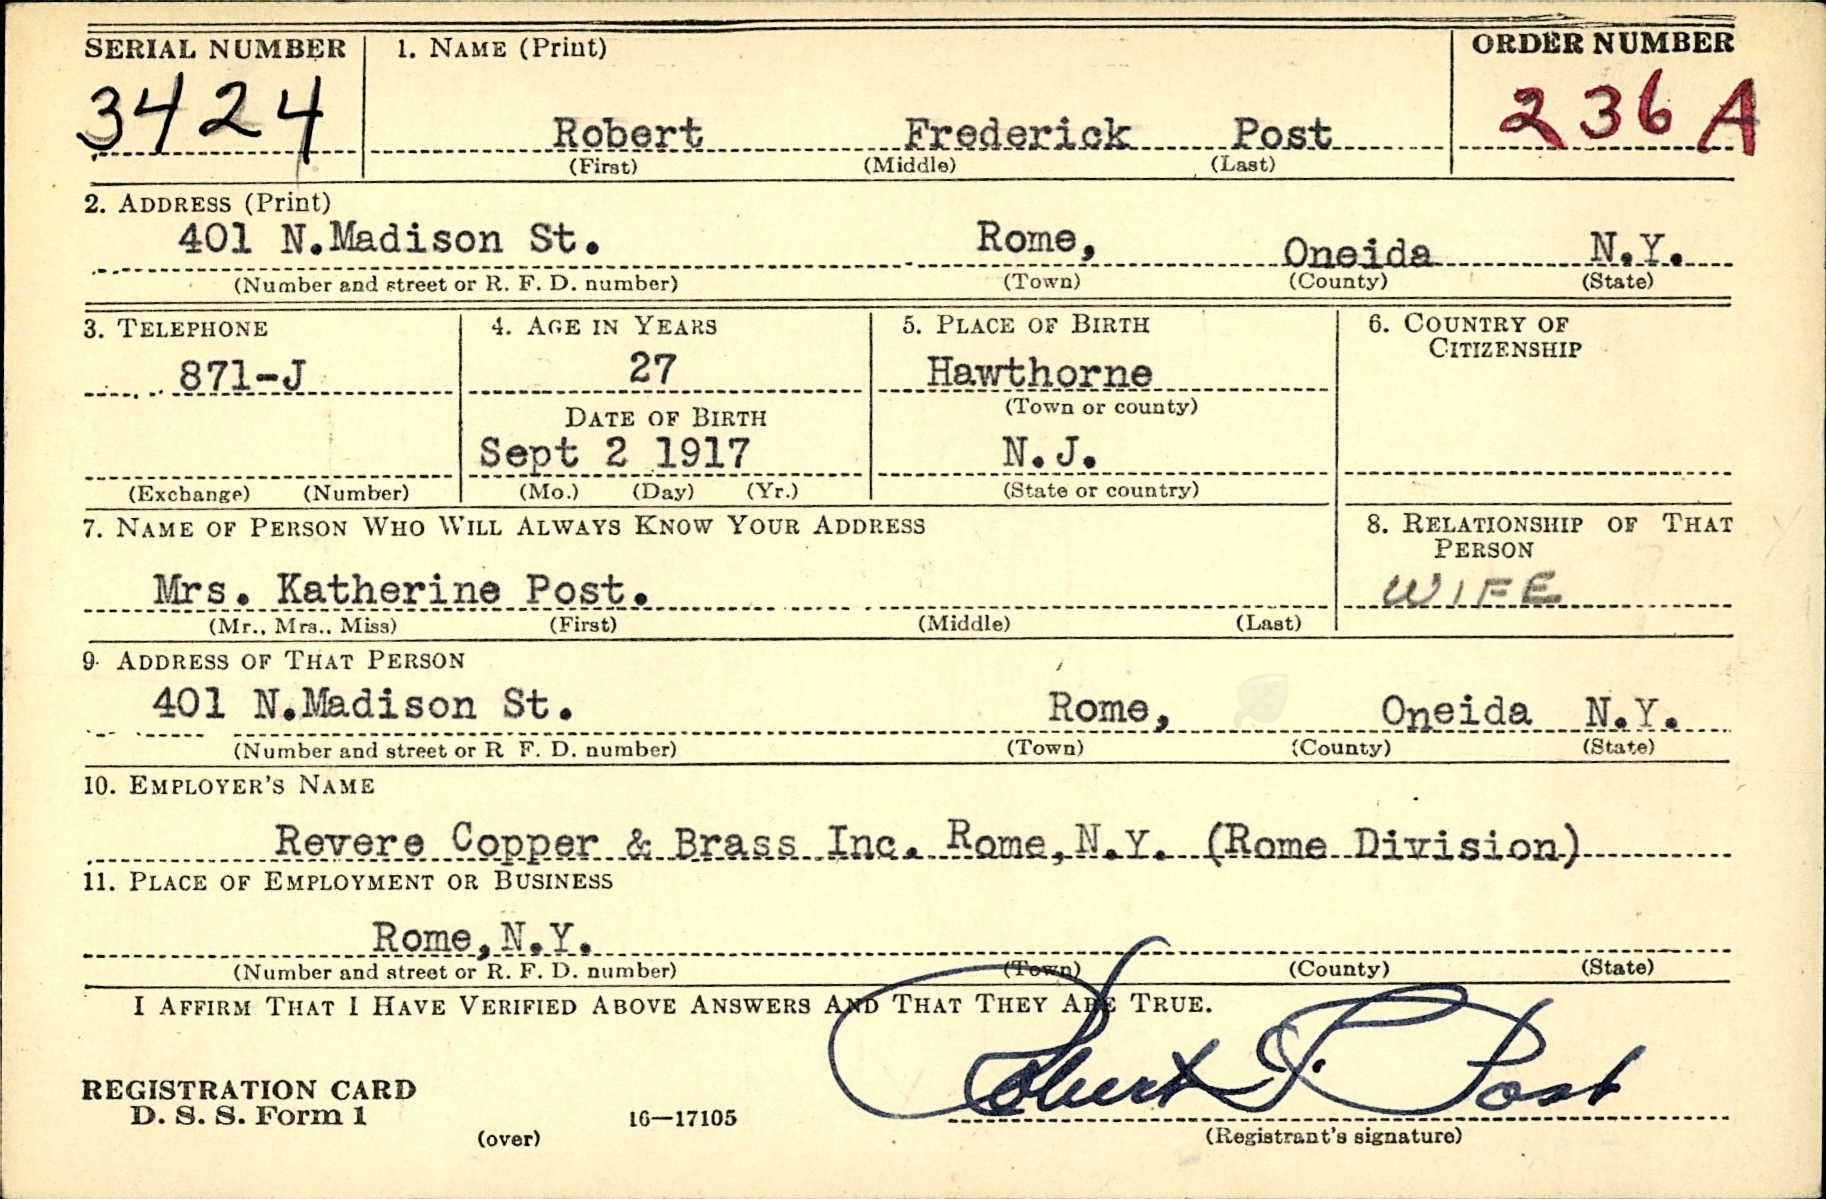 SERIAL NUMBER 1. NAME (Print) ORDER NUMBER
3424 Robert Frederick Post 236 A
(First) (Middle) (Last)
2. ADDRESS (Print)
401 N.Madison St. Rome, Oneida N.Y.
(Number and street or R. F. D. number) (Town) (County) (State)
3. TELEPHONE 4. AGE IN YEARS 5. PLACE OF BIRTH 6. COUNTRY OF
CITIZENSHIP
871-J 27 Hawthorne
(Town or county)
DATE OF BIRTH
Sept 2 1917 N.J.
(Exchange) (Number) (Mo.) (Day) (Yr.) (State or country)
7. NAME OF PERSON WHO WILL ALWAYS KNOW YOUR ADDRESS 8. RELATIONSHIP OF THAT
PERSON
Mrs. Katherine Post. WIFE
(Mr., Mrs., Miss) (First) (Middle) (Last)
9. ADDRESS OF THAT PERSON
401 N.Madison St. Rome, Oneida N.Y.
(Number and street or R F. D. number) (Town) (County) (State)
10. EMPLOYER'S NAME
Revere Copper & Brass Inc. Rome,N.Y. (Rome Division)
11. PLACE OF EMPLOYMENT OR BUSINESS
Rome,N.Y.
(Number and street or R. F. D. number) (Town) (County) (State)
I AFFIRM THAT I HAVE VERIFIED ABOVE ANSWERS AND THAT THEY ARE TRUE.
Robert F. Post
REGISTRATION CARD
D. S. S. Form 1 16—17105
(over) (Registrant's signature)